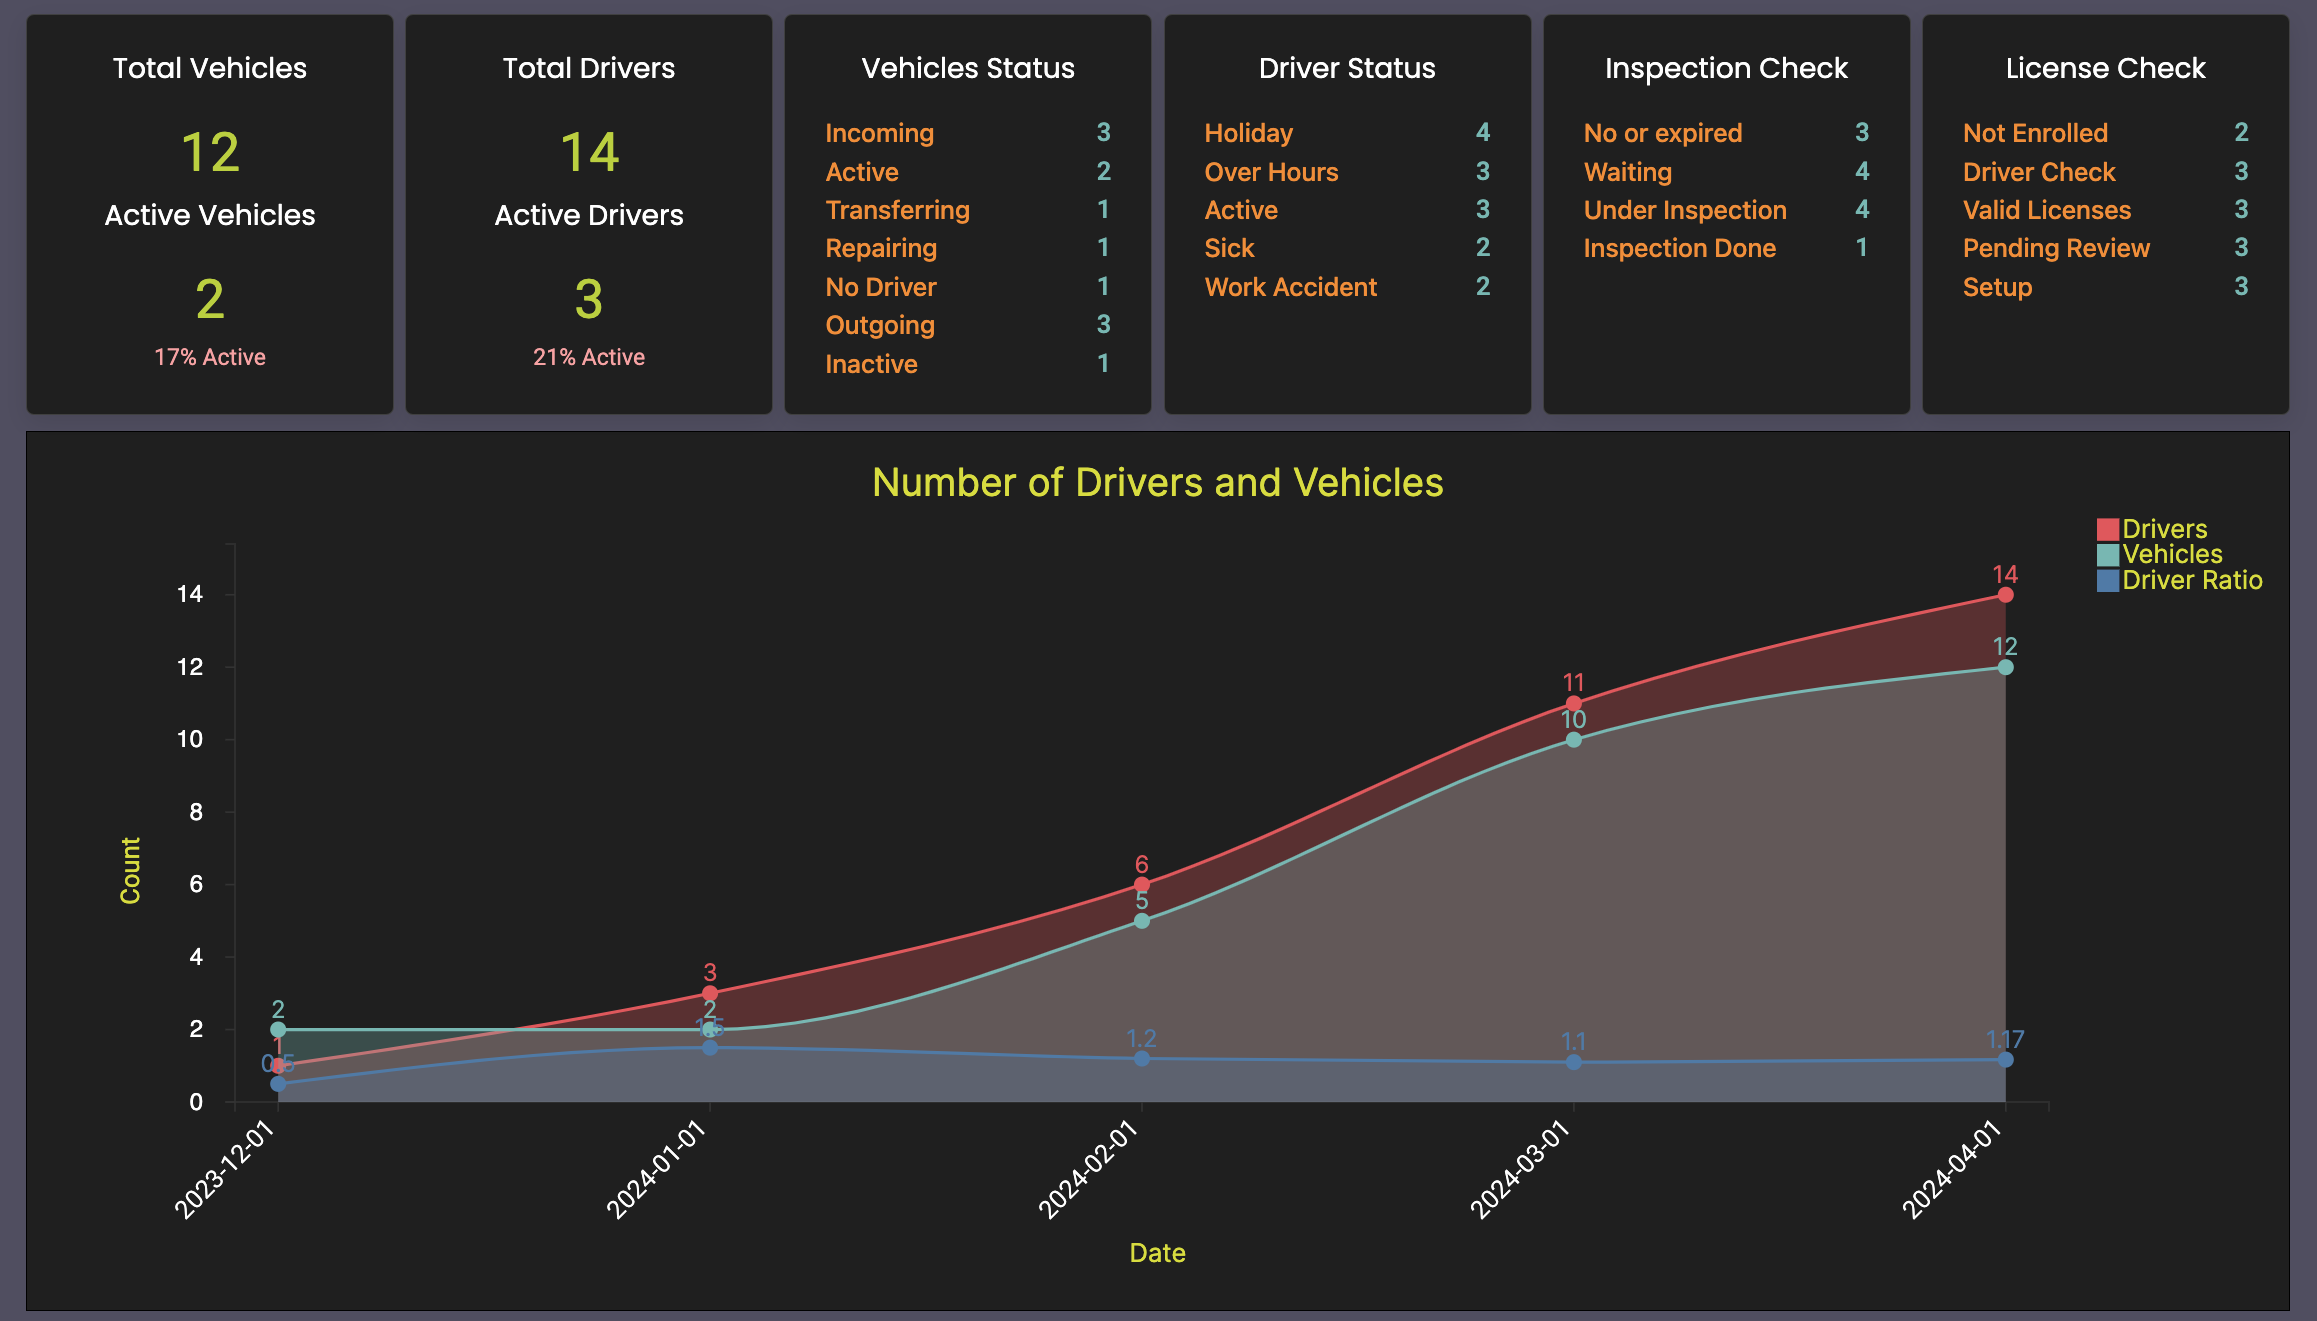 Total Vehicles
12
Active Vehicles
2
17% Active
Total Drivers
14
Active Drivers
3
21% Active
Vehicles Status
Incoming 3
Active 2
Transferring 1
Repairing 1
No Driver 1
Outgoing 3
Inactive 1
Driver Status
Holiday 4
Over Hours 3
Active 3
Sick 2
Work Accident 2
Inspection Check
No or expired 3
Waiting 4
Under Inspection 4
Inspection Done 1
License Check
Not Enrolled 2
Driver Check 3
Valid Licenses 3
Pending Review 3
Setup 3
Number of Drivers and Vehicles
Drivers
Vehicles
Driver Ratio
Count
14
12
10
8
6
4
2
0
1
3
6
11
14
2
2
5
10
12
0.5
1.5
1.2
1.1
1.17
2023-12-01
2024-01-01
2024-02-01
2024-03-01
2024-04-01
Date